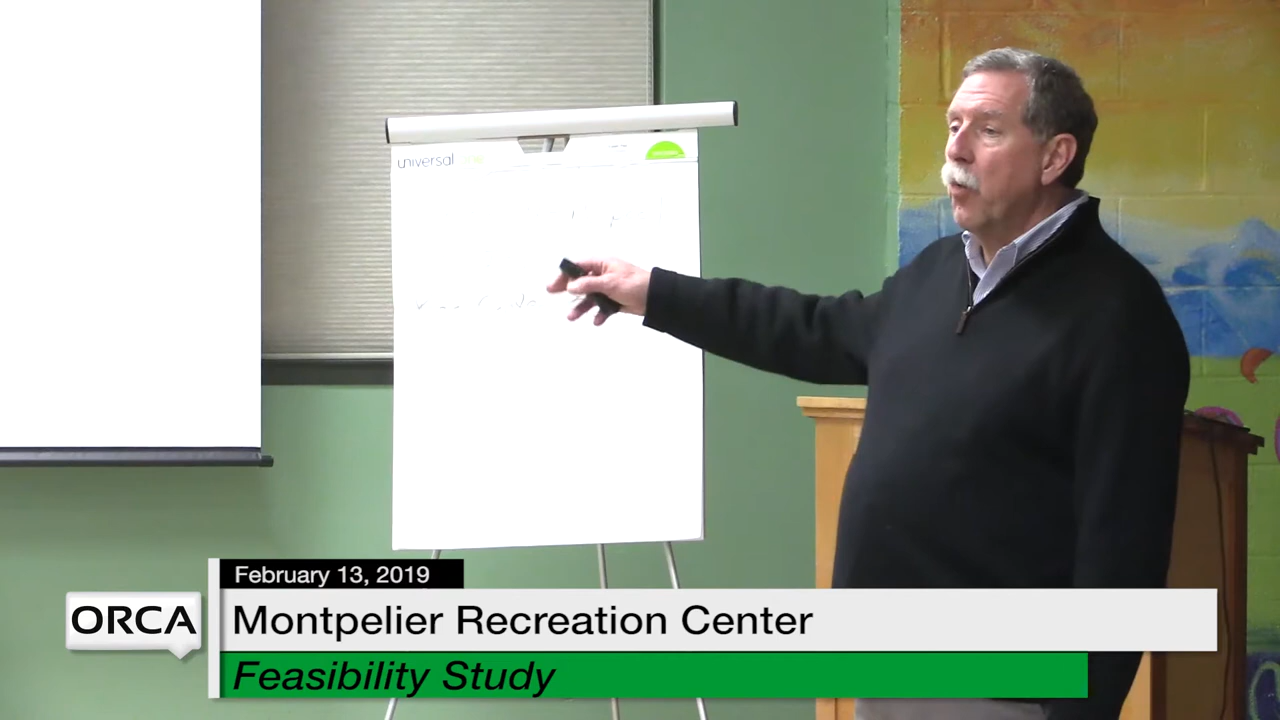 universal
February 13, 2019
ORCA
Montpelier Recreation Center
Feasibility Study